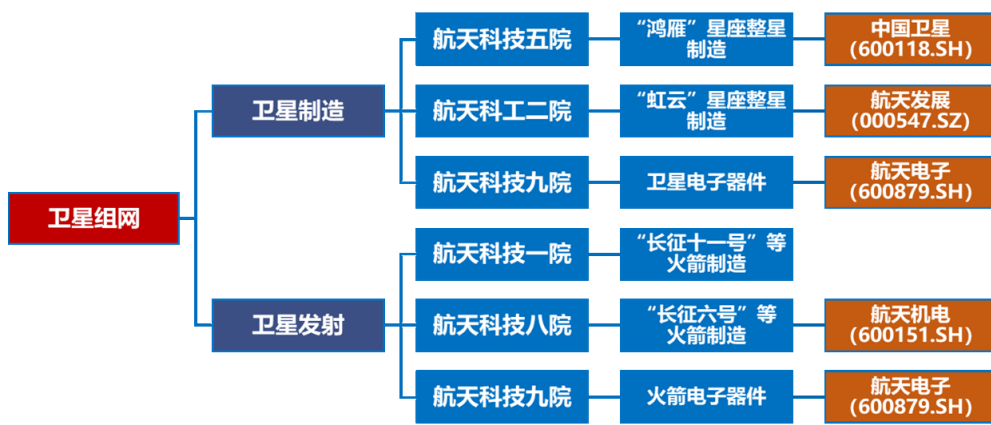 卫星组网
卫星制造
航天科技五院
“鸿雁”星座整星
制造
中国卫星
（600118.SH）
航天科工二院
“虹云”星座整星
制造
航天发展
（000547.SZ）
航天科技九院
卫星电子器件
航天电子
（600879.SH）
卫星发射
航天科技一院
“长征十一号”等
火箭制造
航天科技八院
“长征六号”等
火箭制造
航天机电
（600151.SH）
航天科技九院
火箭电子器件
航天电子
（600879.SH）